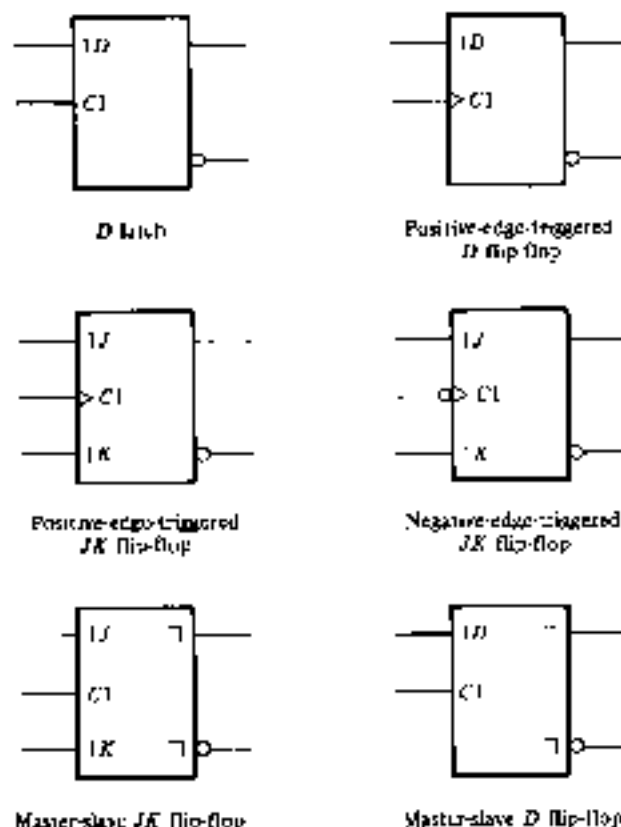 1D
C1
D latch
1D
C1
Positive-edge-triggered
D flip-flop
1J
C1
1K
Positive-edge-triggered
JK flip-flop
1J
C1
1K
Negative-edge-triggered
JK flip-flop
1J
C1
1K
Master-slave JK flip-flop
1D
C1
Master-slave D flip-flop